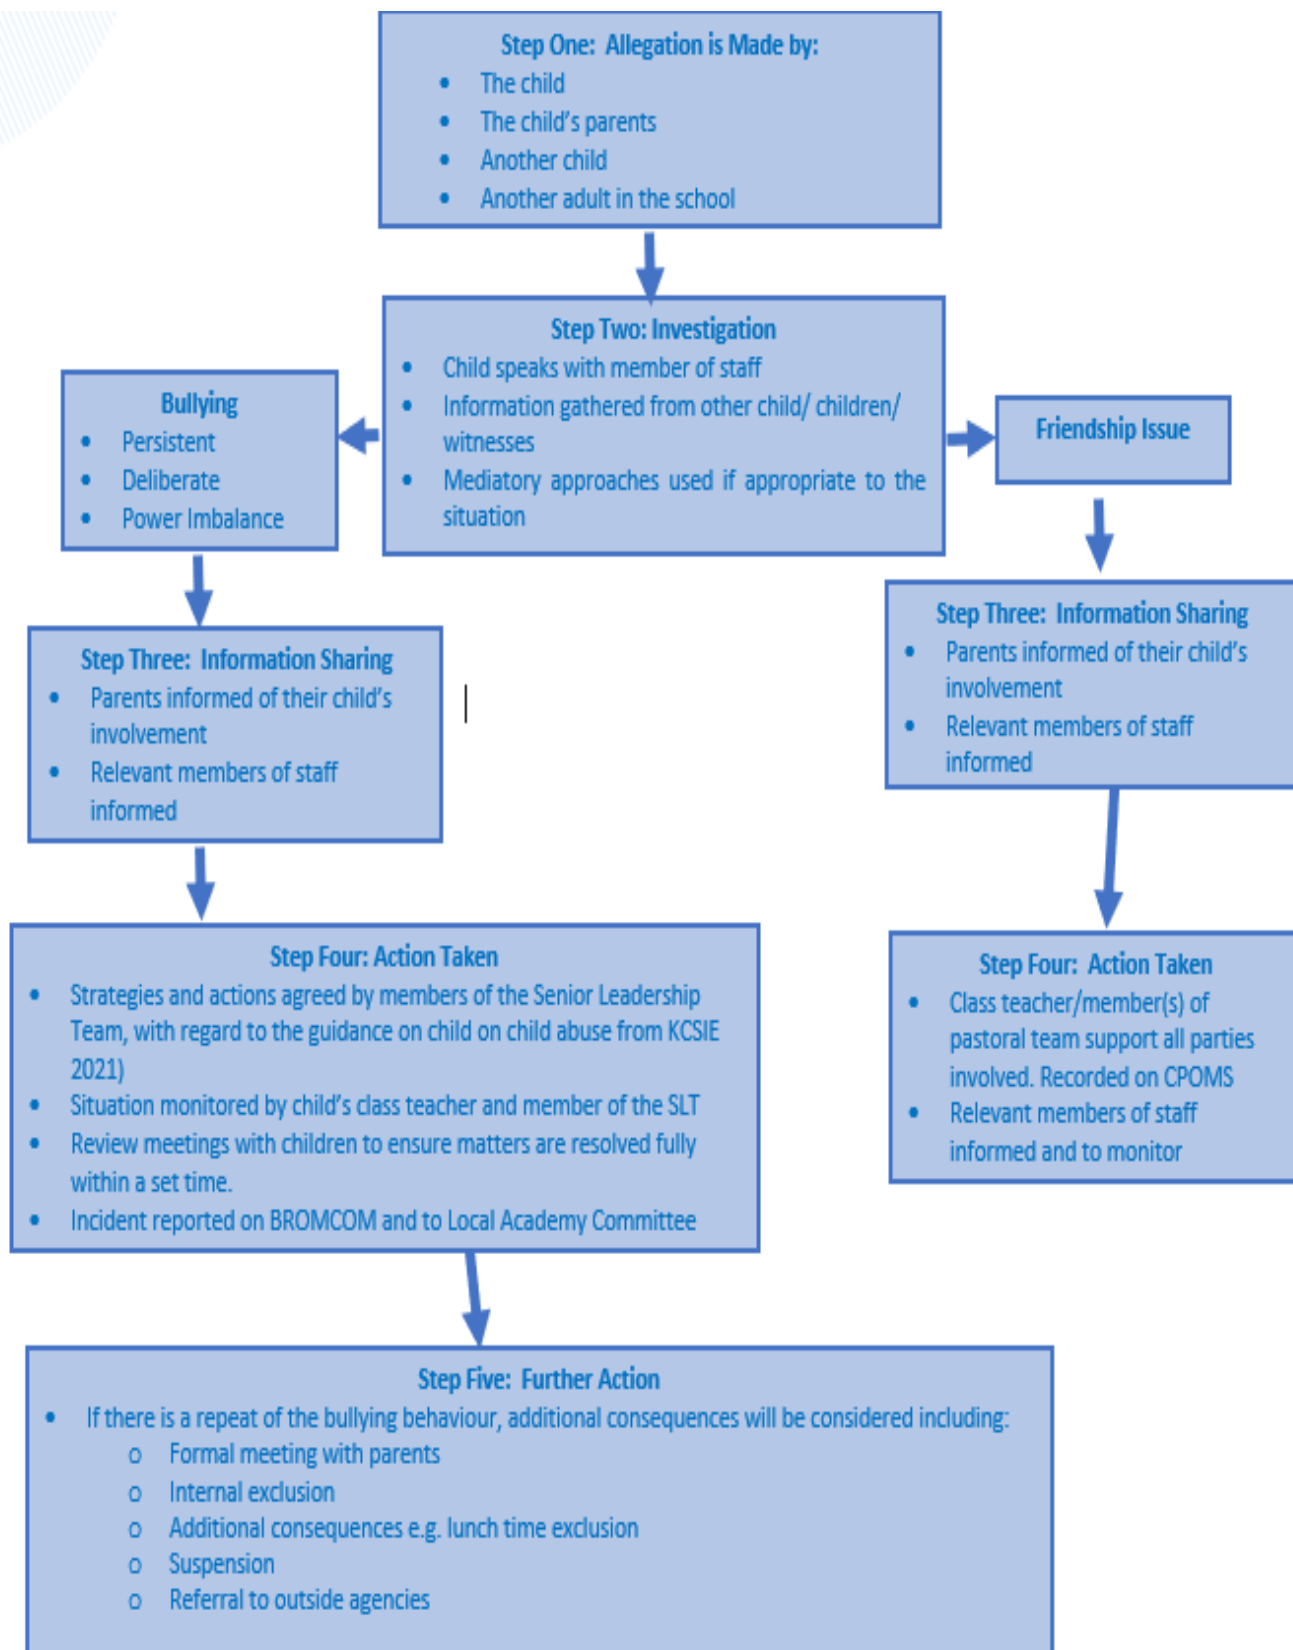 Step One: Allegation is Made by:
• The child
• The child's parents
• Another child
• Another adult in the school
Step Two: Investigation
• Child speaks with member of staff
• Information gathered from other child/ children/
witnesses
• Mediatory approaches used if appropriate to the
situation
Bullying
• Persistent
• Deliberate
• Power Imbalance
Friendship Issue
Step Three: Information Sharing
• Parents informed of their child's
involvement
• Relevant members of staff
informed
Step Three: Information Sharing
• Parents informed of their child's
involvement
• Relevant members of staff
informed
Step Four: Action Taken
• Strategies and actions agreed by members of the Senior Leadership
Team, with regard to the guidance on child on child abuse from KCSIE
2021)
• Situation monitored by child's class teacher and member of the SLT
• Review meetings with children to ensure matters are resolved fully
within a set time.
• Incident reported on BROMCOM and to Local Academy Committee
Step Four: Action Taken
• Class teacher/member(s) of
pastoral team support all parties
involved. Recorded on CPOMS
• Relevant members of staff
informed and to monitor
Step Five: Further Action
• If there is a repeat of the bullying behaviour, additional consequences will be considered including:
o Formal meeting with parents
o Internal exclusion
o Additional consequences e.g. lunch time exclusion
o Suspension
o Referral to outside agencies